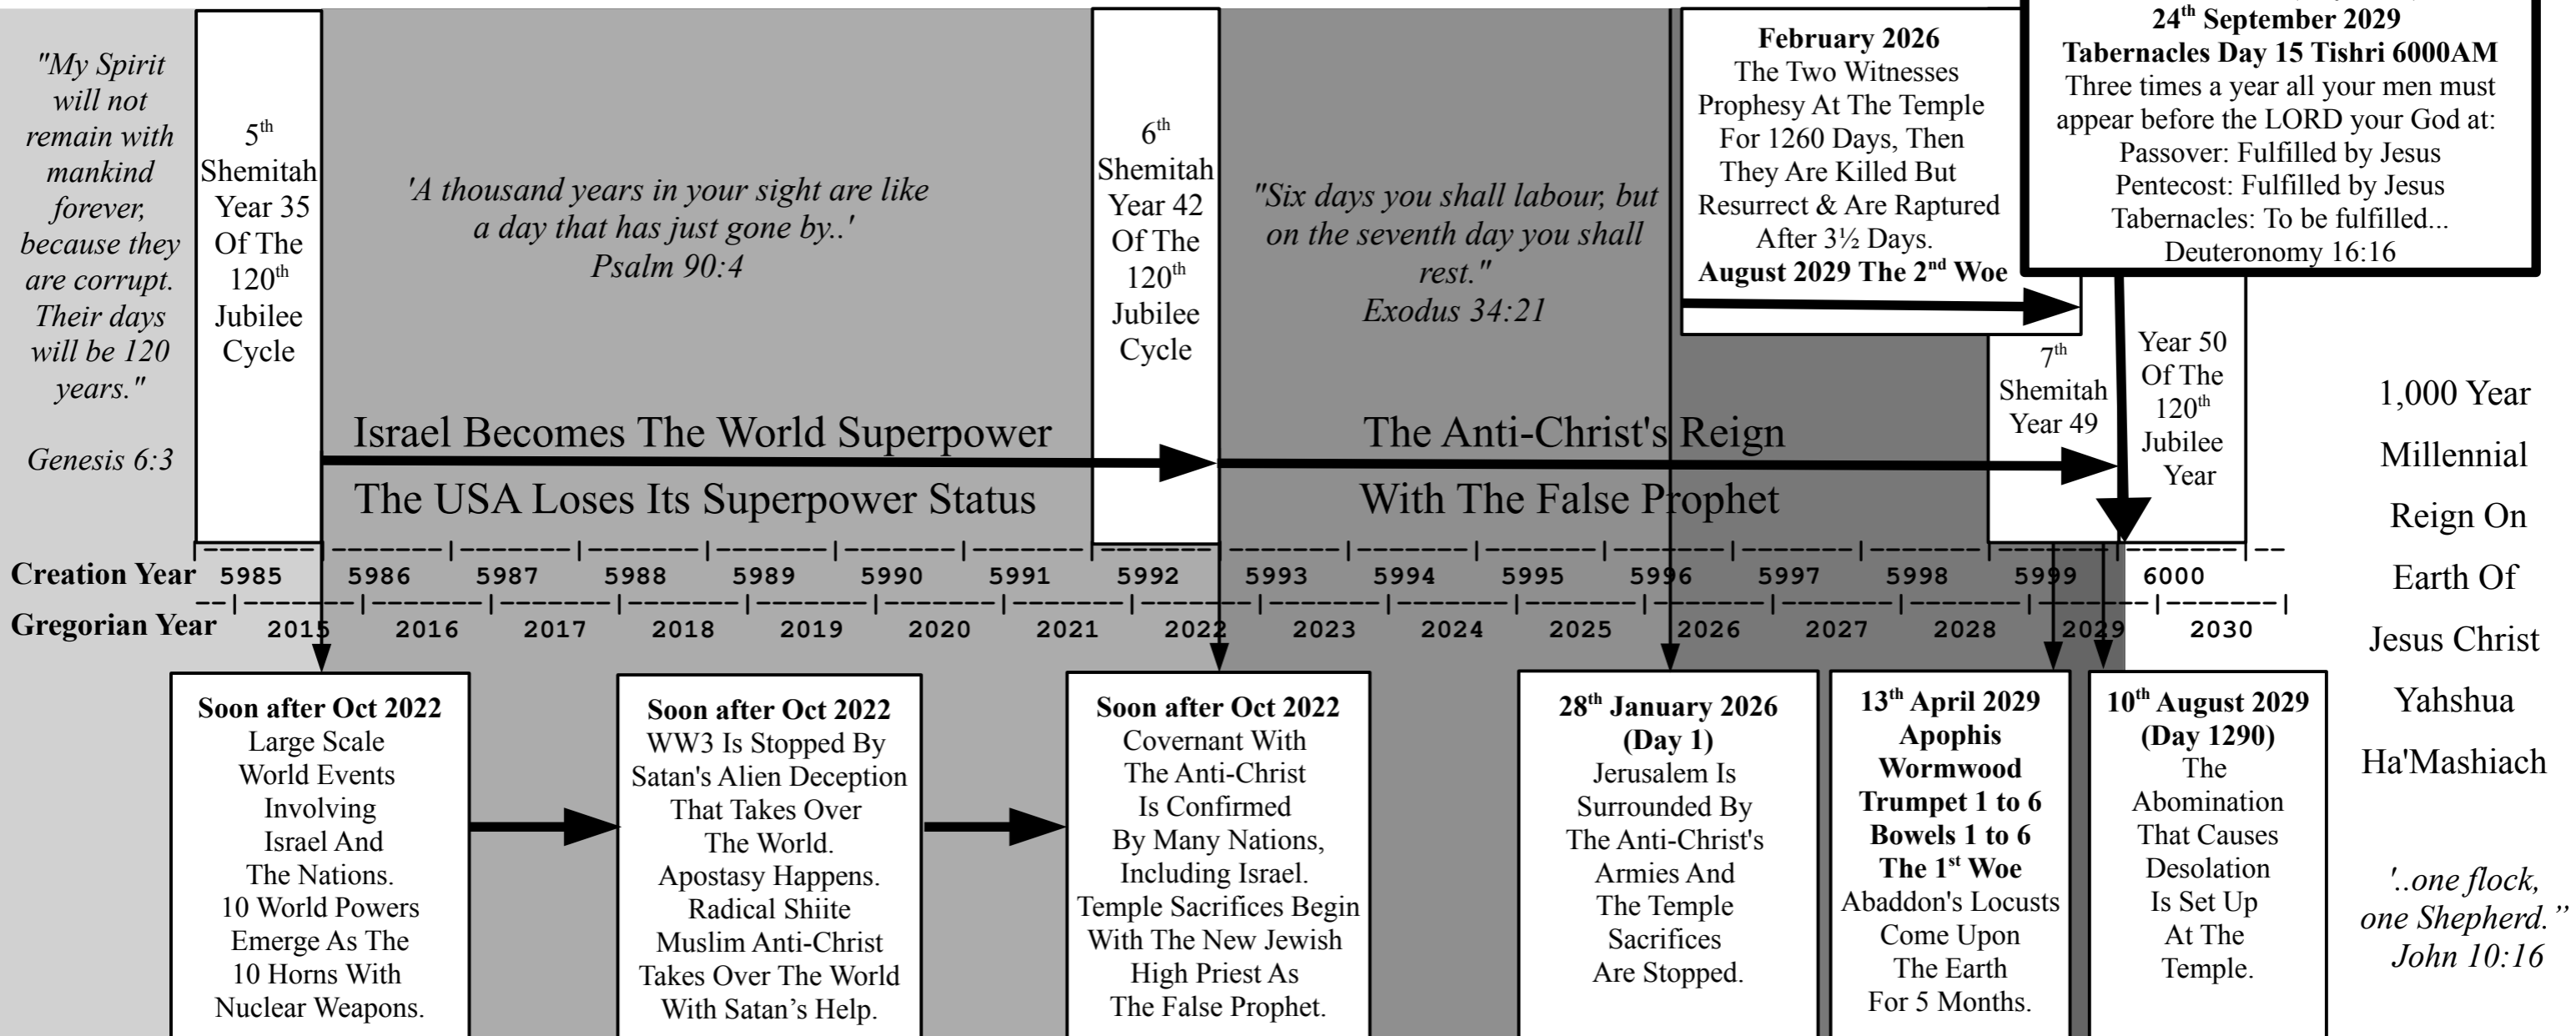 "My Spirit
will not
remain with
mankind
forever,
because they
are corrupt.
Their days
will be 120
years."
Genesis 6:3
5th
Shemitah
Year 35
Of The
120th
Jubilee
Cycle
'A thousand years in your sight are like
a day that has just gone by..'
Psalm 90:4
6th
Shemitah
Year 42
Of The
120th
Jubilee
Cycle
"Six days you shall labour, but
on the seventh day you shall
rest."
Exodus 34:21
February 2026
The Two Witnesses
Prophesy At The Temple
For 1260 Days, Then
They Are Killed But
Resurrect & Are Raptured
After 3½ Days.
August 2029 The 2nd Woe
24th September 2029
Tabernacles Day 15 Tishri 6000AM
Three times a year all your men must
appear before the LORD your God at:
Passover: Fulfilled by Jesus
Pentecost: Fulfilled by Jesus
Tabernacles: To be fulfilled...
Deuteronomy 16:16
7th
Shemitah
Year 49
Year 50
Of The
120th
Jubilee
Year
Israel Becomes The World Superpower
The USA Loses Its Superpower Status
The Anti-Christ's Reign
With The False Prophet
1,000 Year
Millennial
Reign On
Earth Of
Jesus Christ
Yahshua
Ha'Mashiach
'..one flock,
one Shepherd.”
John 10:16
Creation Year 5985 5986 5987 5988 5989 5990 5991 5992 5993 5994 5995 5996 5997 5998 5999 6000
Gregorian Year 2015 2016 2017 2018 2019 2020 2021 2022 2023 2024 2025 2026 2027 2028 2029 2030
Soon after Oct 2022
Large Scale
World Events
Involving
Israel And
The Nations.
10 World Powers
Emerge As The
10 Horns With
Nuclear Weapons.
Soon after Oct 2022
WW3 Is Stopped By
Satan's Alien Deception
That Takes Over
The World.
Apostasy Happens.
Radical Shiite
Muslim Anti-Christ
Takes Over The World
With Satan’s Help.
Soon after Oct 2022
Covernant With
The Anti-Christ
Is Confirmed
By Many Nations,
Including Israel.
Temple Sacrifices Begin
With The New Jewish
High Priest As
The False Prophet.
28th January 2026
(Day 1)
Jerusalem Is
Surrounded By
The Anti-Christ's
Armies And
The Temple
Sacrifices
Are Stopped.
13th April 2029
Apophis
Wormwood
Trumpet 1 to 6
Bowels 1 to 6
The 1st Woe
Abaddon's Locusts
Come Upon
The Earth
For 5 Months.
10th August 2029
(Day 1290)
The
Abomination
That Causes
Desolation
Is Set Up
At The
Temple.